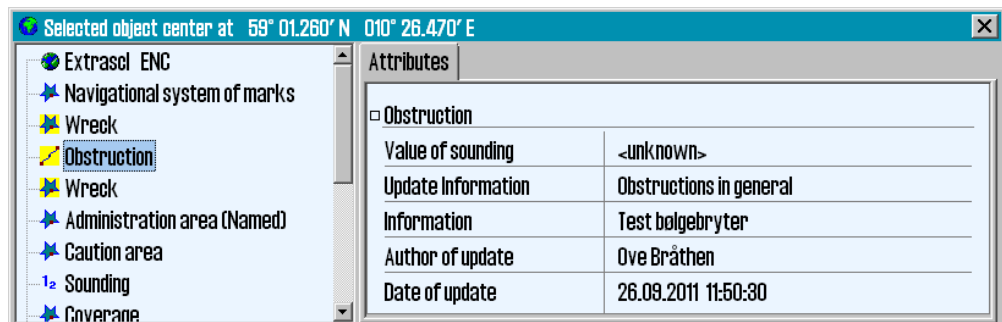 Selected object center at 59° 01.260' N 010° 26.470' E
Extrascl ENC
Navigational system of marks
Wreck
Obstruction
Wreck
Administration area (Named)
Caution area
1₂ Sounding
Coverage
Attributes
Obstruction
Value of sounding <unknown>
Update Information Obstructions in general
Information Test bølgebryter
Author of update Ove Bråthen
Date of update 26.09.2011 11:50:30